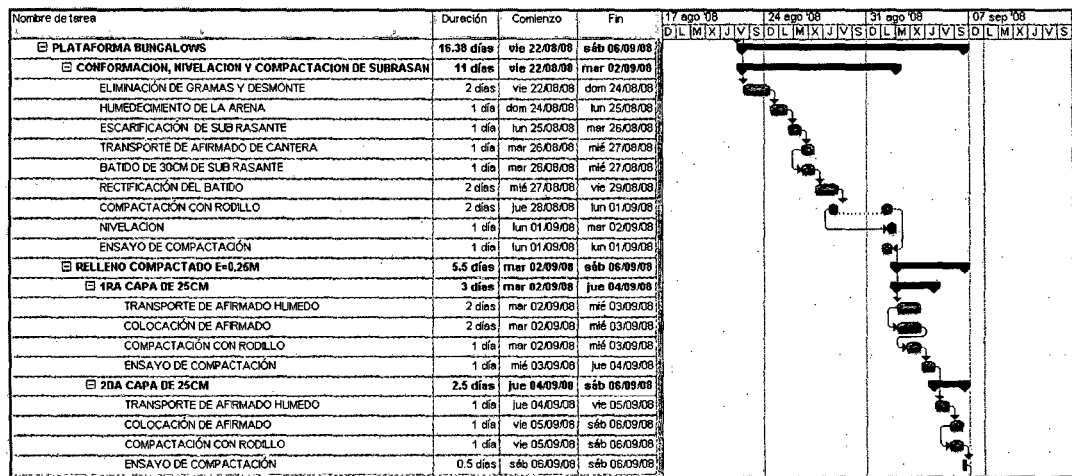 Nombre de tarea Duración Comienzo Fin 17 ago '08 24 ago '08 31 ago '08 07 sep '08
D L M X J V S D L M X J V S D L M X J V S D L M X J V S
PLATAFORMA BUNGALOWS 16.38 días vie 22/08/08 sáb 06/09/08
CONFORMACION, NIVELACION Y COMPACTACION DE SUBRASAN 11 días vie 22/08/08 mar 02/09/08
ELIMINACIÓN DE GRAMAS Y DESMONTE 2 días vie 22/08/08 dom 24/08/08
HUMEDECIMIENTO DE LA ARENA 1 día dom 24/08/08 lun 25/08/08
ESCARIFICACIÓN DE SUB RASANTE 1 día lun 25/08/08 mar 26/08/08
TRANSPORTE DE AFIRMADO DE CANTERA 1 día mar 26/08/08 mié 27/08/08
BATIDO DE 30CM DE SUB RASANTE 1 día mar 26/08/08 mié 27/08/08
RECTIFICACIÓN DEL BATIDO 2 días mié 27/08/08 vie 29/08/08
COMPACTACIÓN CON RODILLO 2 días jue 28/08/08 lun 01/09/08
NIVELACION 1 día lun 01/09/08 mar 02/09/08
ENSAYO DE COMPACTACIÓN 1 día lun 01/09/08 lun 01/09/08
RELLENO COMPACTADO E=0,25M 5.5 días mar 02/09/08 sáb 06/09/08
1RA CAPA DE 25CM 3 días mar 02/09/08 jue 04/09/08
TRANSPORTE DE AFIRMADO HUMEDO 2 días mar 02/09/08 mié 03/09/08
COLOCACIÓN DE AFIRMADO 2 días mar 02/09/08 mié 03/09/08
COMPACTACIÓN CON RODILLO 1 día mar 02/09/08 mié 03/09/08
ENSAYO DE COMPACTACIÓN 1 día mié 03/09/08 jue 04/09/08
2DA CAPA DE 25CM 2.5 días jue 04/09/08 sáb 06/09/08
TRANSPORTE DE AFIRMADO HUMEDO 1 día jue 04/09/08 vie 05/09/08
COLOCACIÓN DE AFIRMADO 1 día vie 05/09/08 sáb 06/09/08
COMPACTACIÓN CON RODILLO 1 día vie 05/09/08 sáb 06/09/08
ENSAYO DE COMPACTACIÓN 0.5 días sáb 06/09/08 sáb 06/09/08